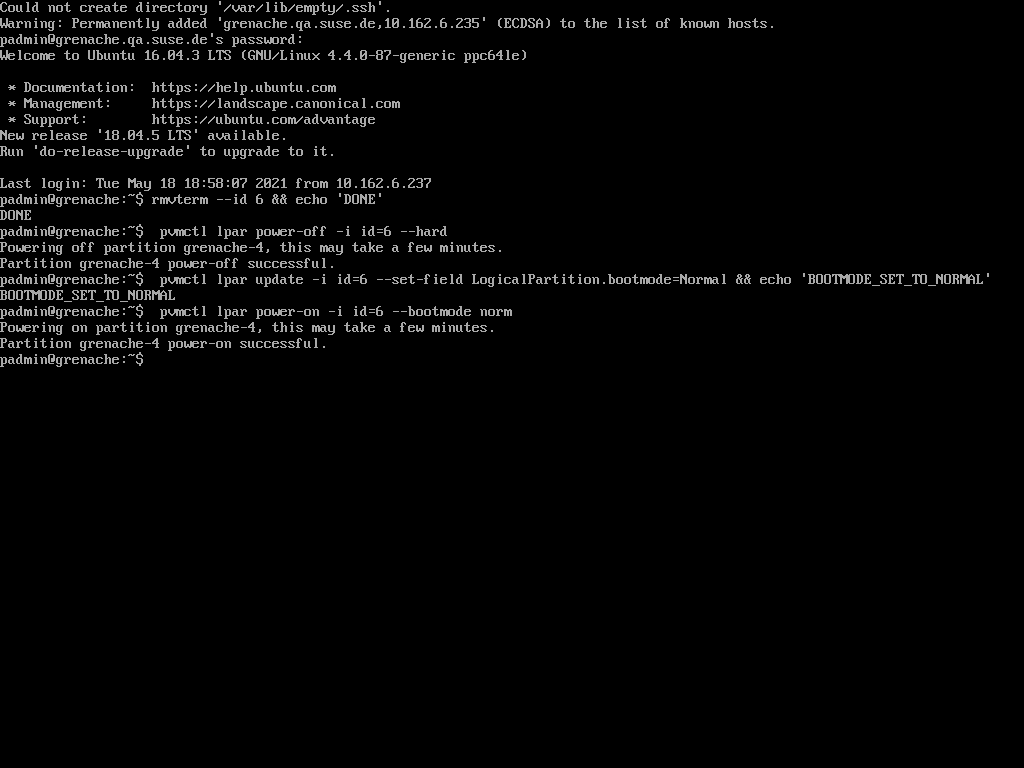 Could not create directory '/var/lib/empty/.ssh'.
Warning: Permanently added 'grenache.qa.suse.de,10.162.6.235' (ECDSA) to the list of known hosts.
padmin@grenache.qa.suse.de's password:
Welcome to Ubuntu 16.04.3 LTS (GNU/Linux 4.4.0-87-generic ppc64le)
* Documentation:  https://help.ubuntu.com
* Management:     https://landscape.canonical.com
* Support:        https://ubuntu.com/advantage
New release '18.04.5 LTS' available.
Run 'do-release-upgrade' to upgrade to it.
Last login: Tue May 18 18:58:07 2021 from 10.162.6.237
padmin@grenache:~$ rmvterm --id 6 && echo 'DONE'
DONE
padmin@grenache:~$  pvmctl lpar power-off -i id=6 --hard
Powering off partition grenache-4, this may take a few minutes.
Partition grenache-4 power-off successful.
padmin@grenache:~$  pvmctl lpar update -i id=6 --set-field LogicalPartition.bootmode=Normal && echo 'BOOTMODE_SET_TO_NORMAL'
BOOTMODE_SET_TO_NORMAL
padmin@grenache:~$  pvmctl lpar power-on -i id=6 --bootmode norm
Powering on partition grenache-4, this may take a few minutes.
Partition grenache-4 power-on successful.
padmin@grenache:~$